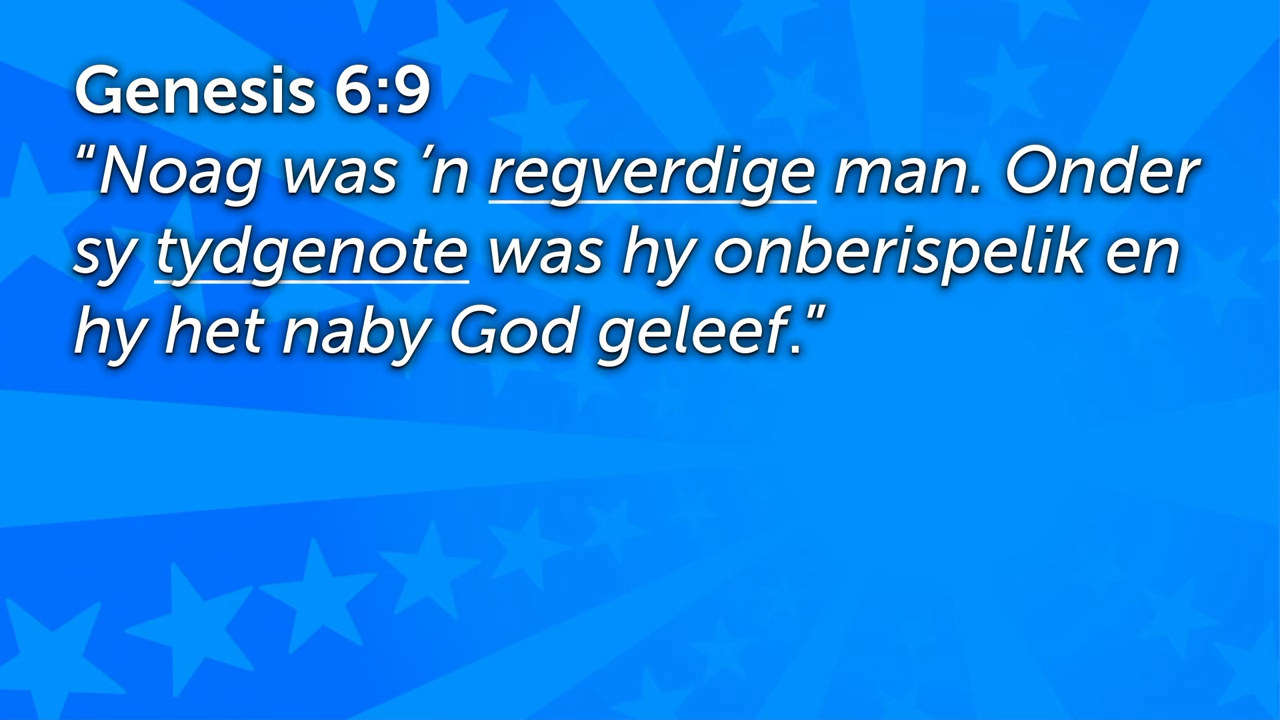 Genesis 6:9
“Noag was ’n regverdige man. Onder
sy tydgenote was hy onberispelik en
hy het naby God geleef.”